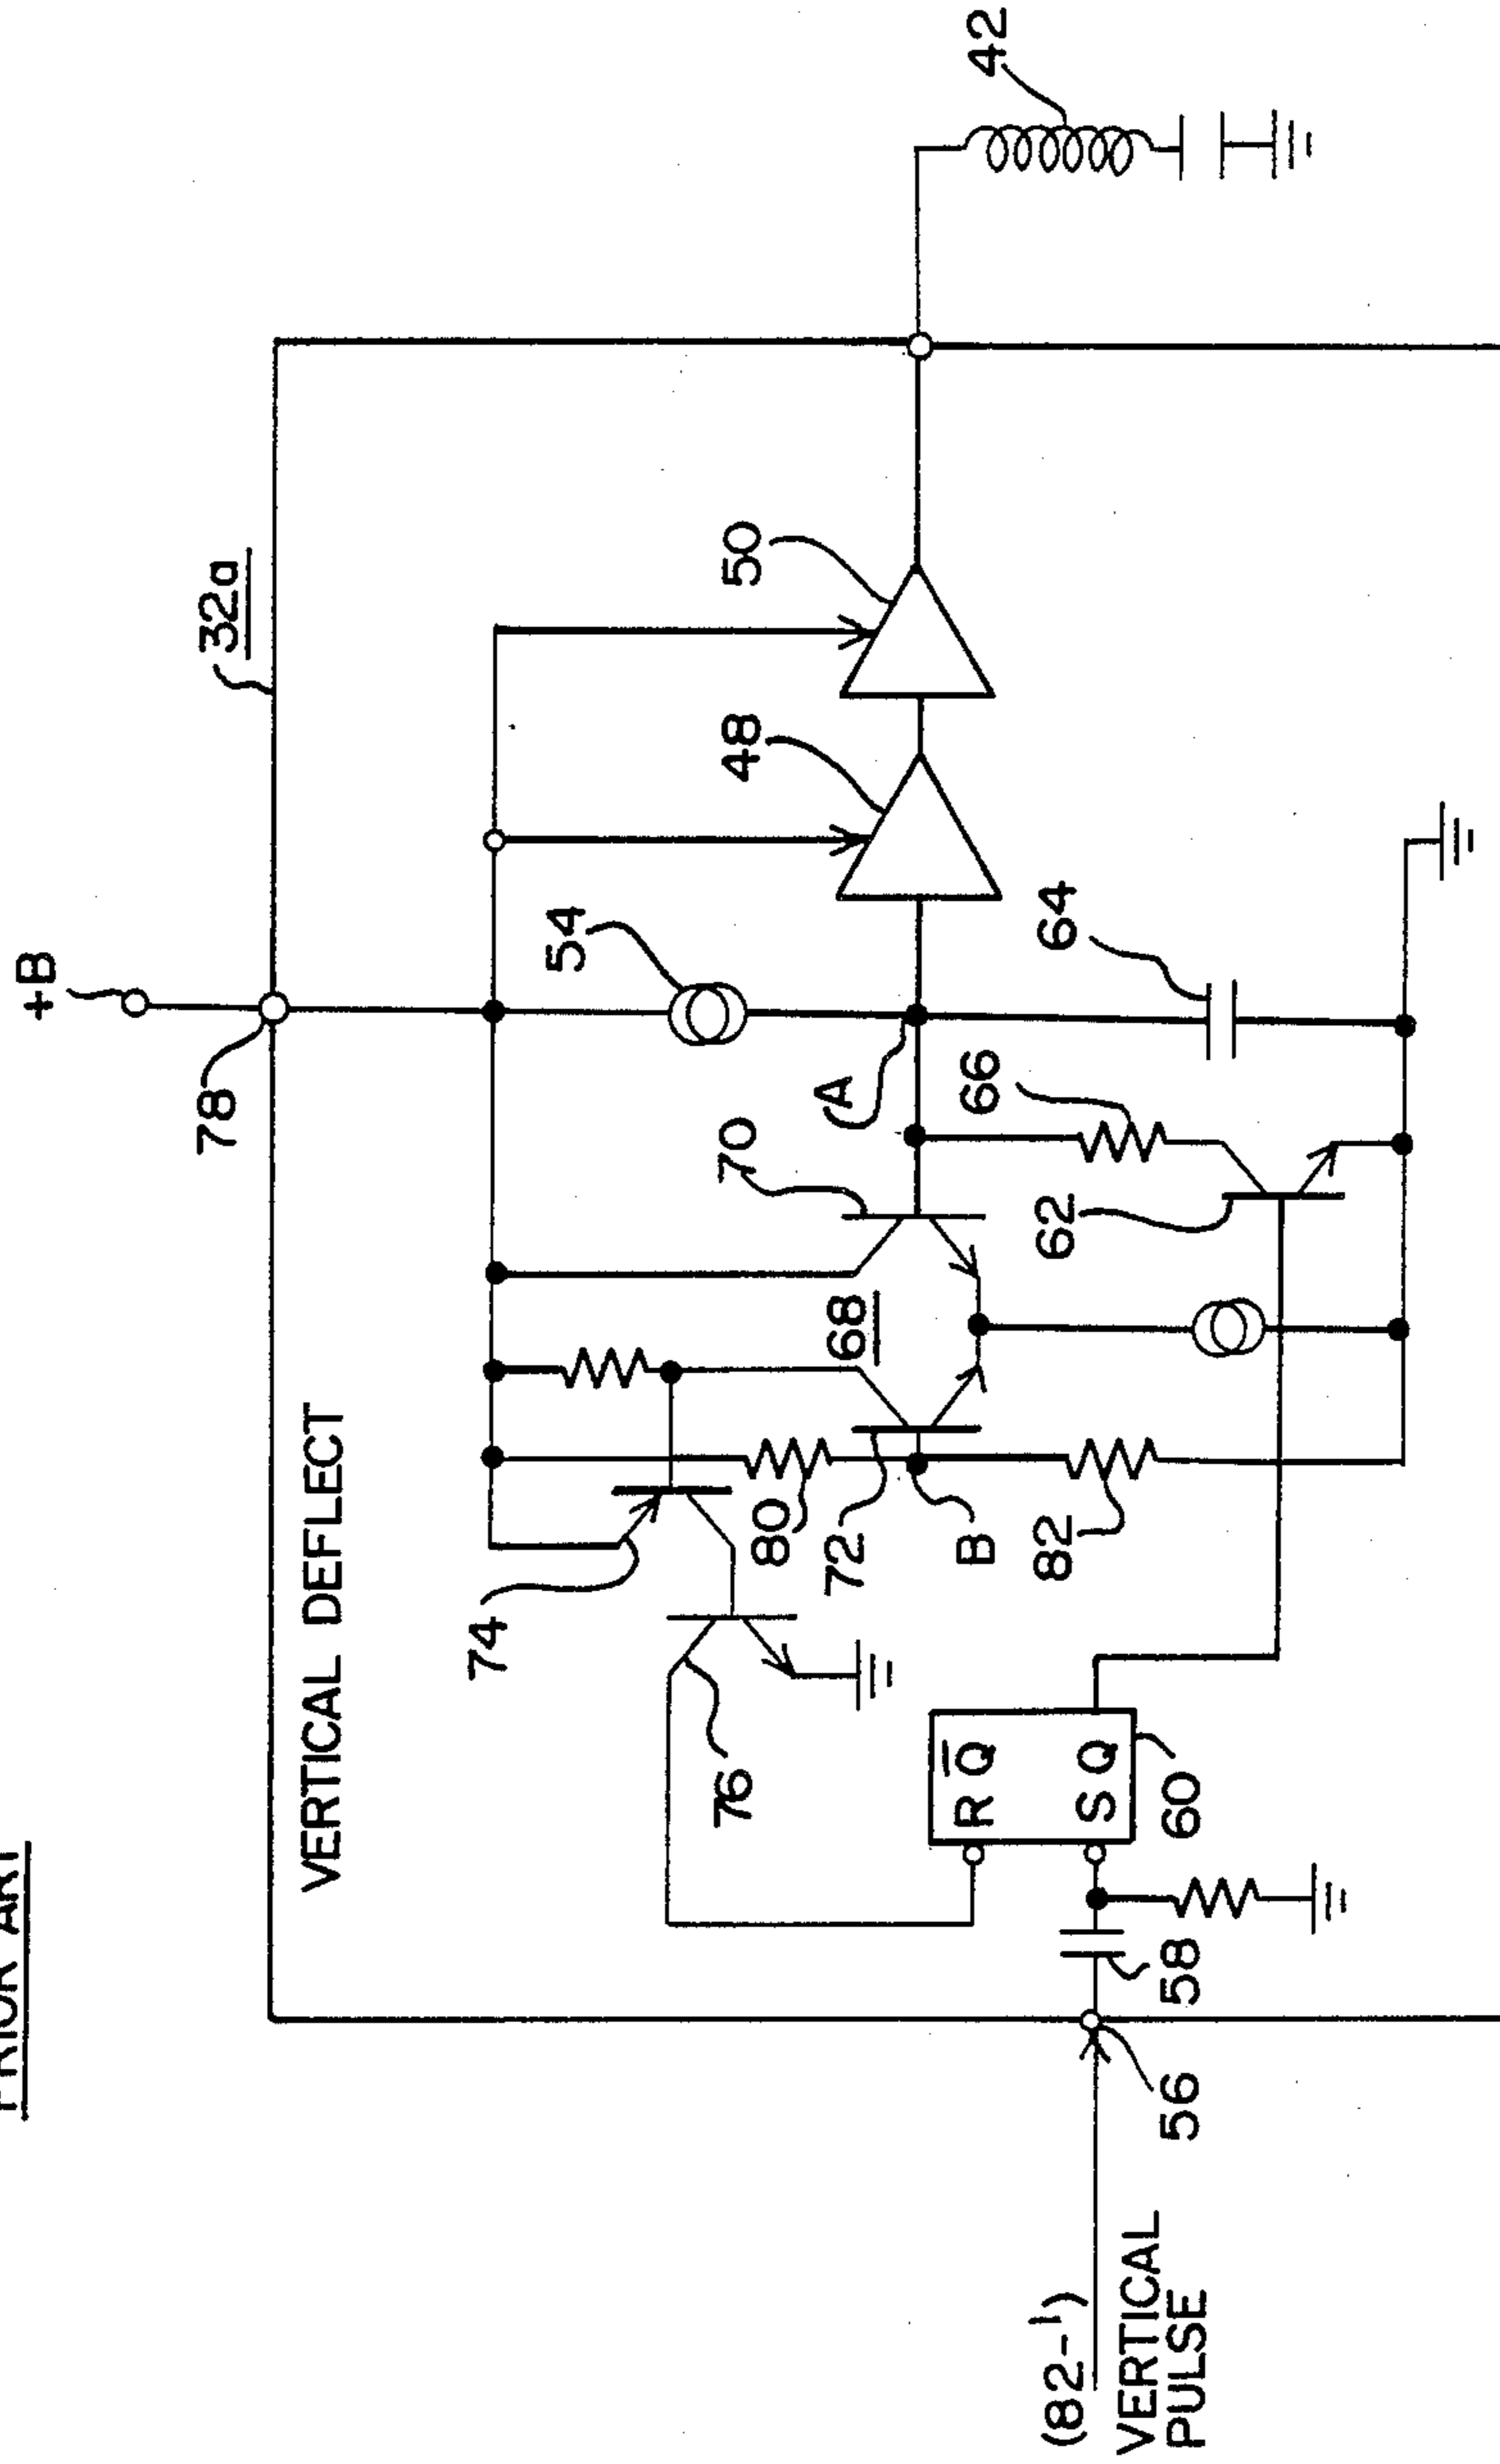 PRIOR ART
+B
78
32a
VERTICAL DEFLECT
74
76
80
72
B
82
68
70
A
66
62
54
64
48
50
42
R Q̅
S Q
60
58
56
(82-1)
VERTICAL
PULSE